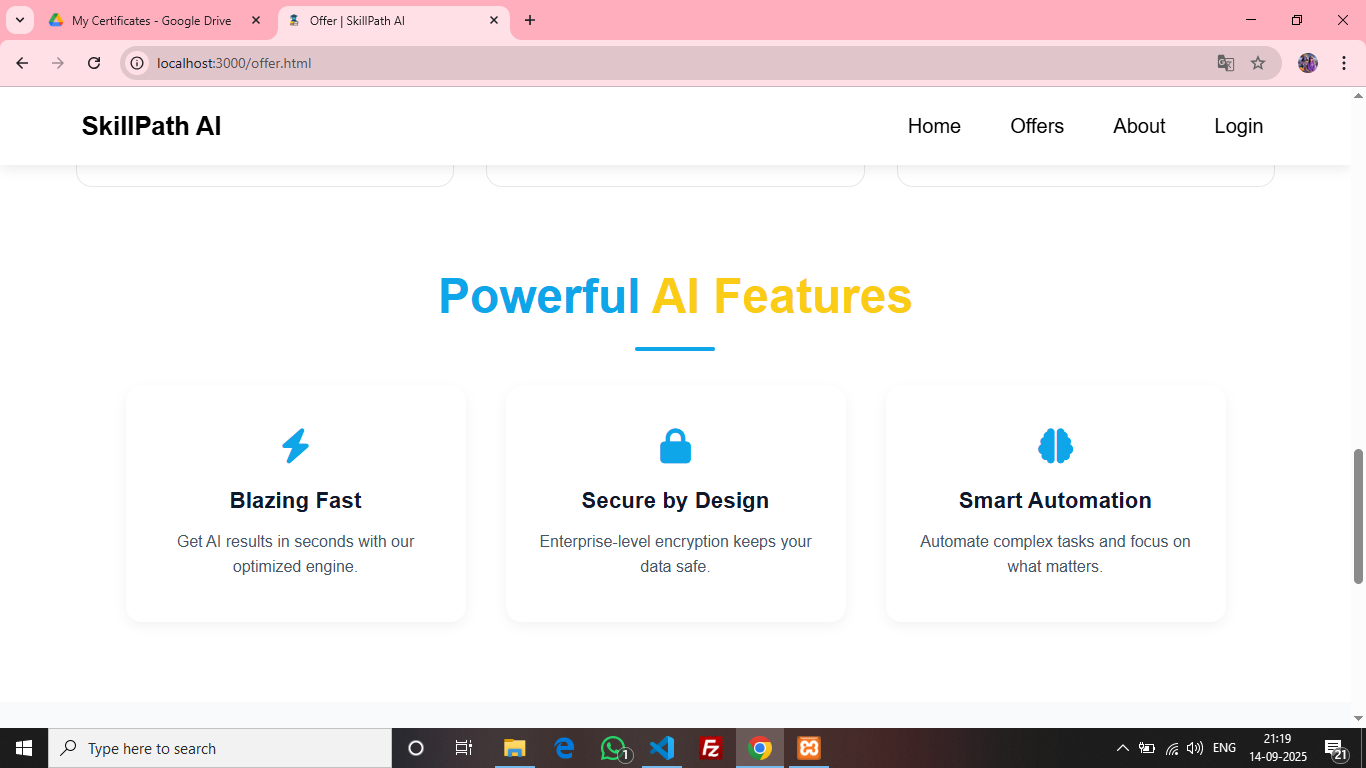 My Certificates - Google Drive
Offer | SkillPath AI
localhost:3000/offer.html
SkillPath AI
Home
Offers
About
Login
Powerful AI Features
Blazing Fast
Get AI results in seconds with our
optimized engine.
Secure by Design
Enterprise-level encryption keeps your
data safe.
Smart Automation
Automate complex tasks and focus on
what matters.
Type here to search
1
Fz
ENG
21:19
14-09-2025
21